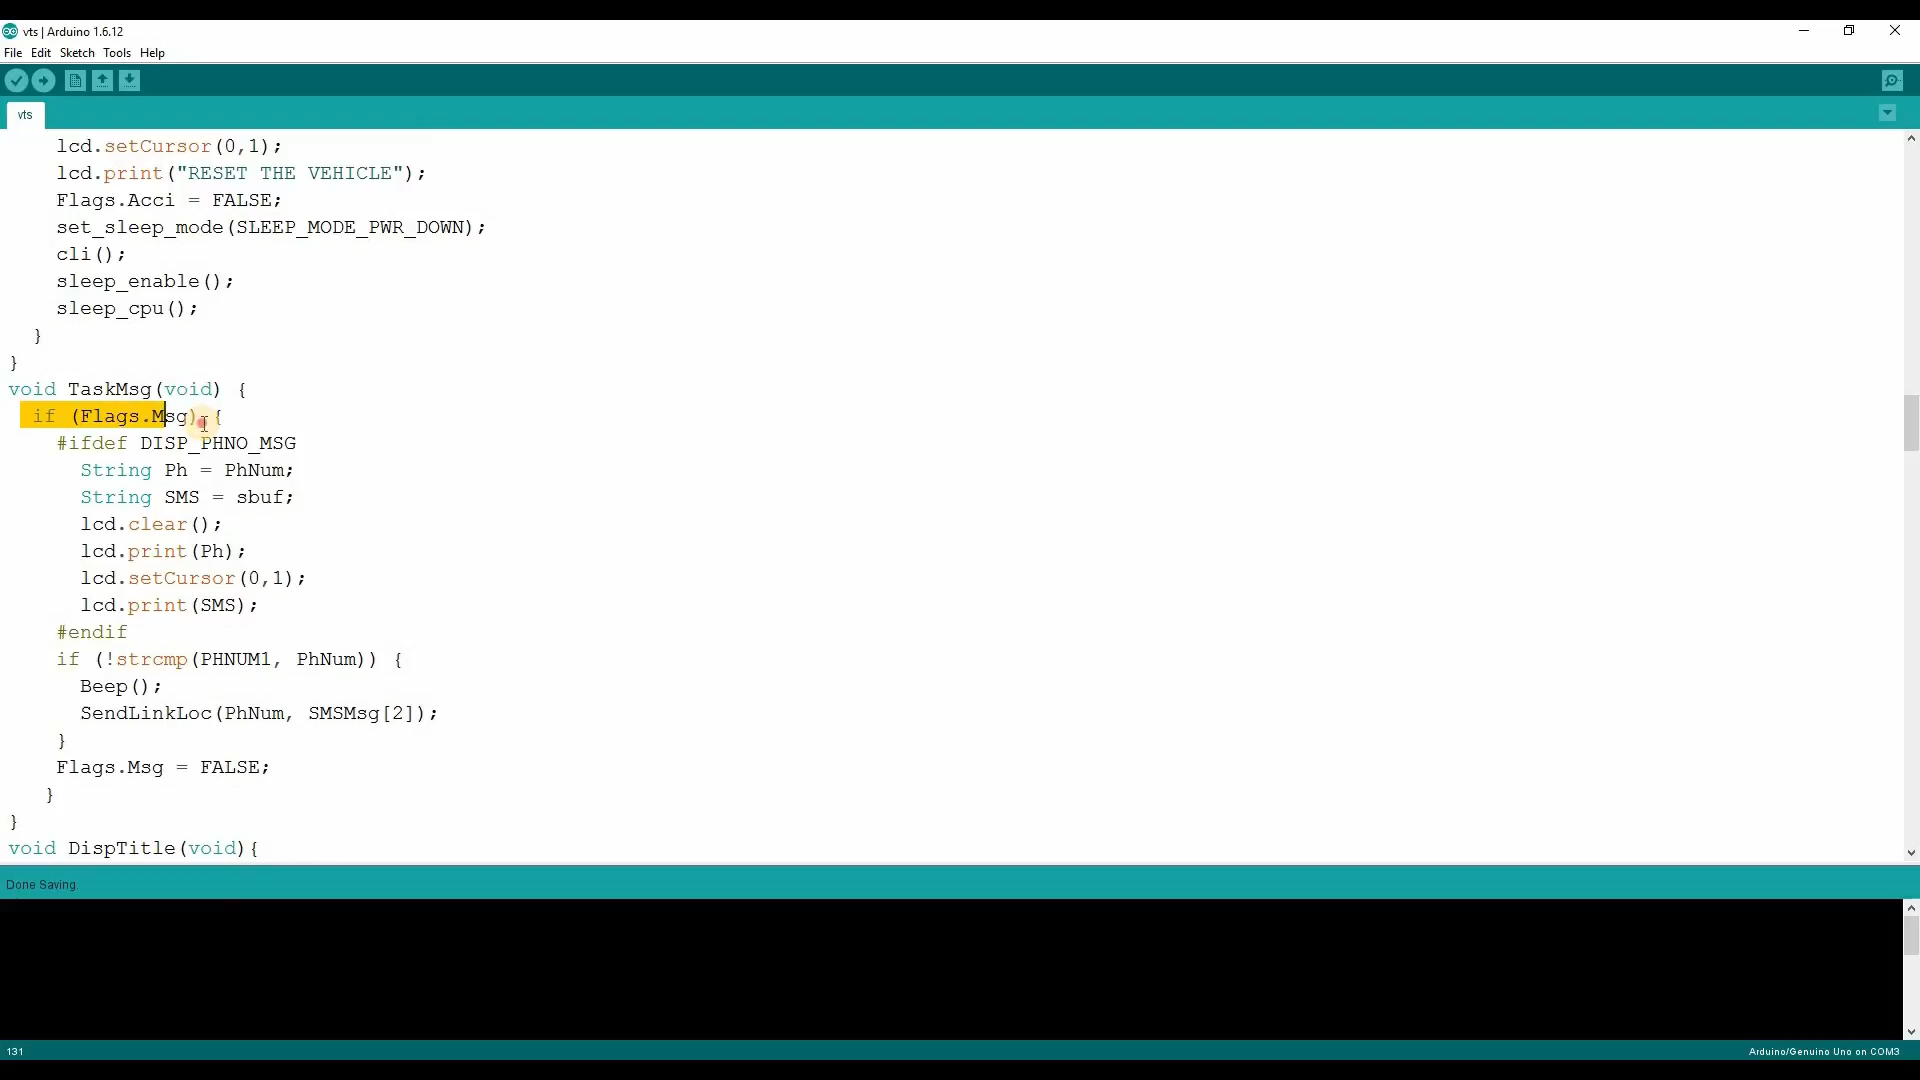 vts | Arduino 1.6.12
File Edit Sketch Tools Help
vts
lcd.setCursor(0,1);
lcd.print("RESET THE VEHICLE");
Flags.Acci = FALSE;
set_sleep_mode(SLEEP_MODE_PWR_DOWN);
cli();
sleep_enable();
sleep_cpu();
}
}
void TaskMsg(void) {
if (Flags.Msg) {
#ifdef DISP_PHNO_MSG
String Ph = PhNum;
String SMS = sbuf;
lcd.clear();
lcd.print(Ph);
lcd.setCursor(0,1);
lcd.print(SMS);
#endif
if (!strcmp(PHNUM1, PhNum)) {
Beep();
SendLinkLoc(PhNum, SMSMsg[2]);
}
Flags.Msg = FALSE;
}
}
void DispTitle(void){
Done Saving.
131
Arduino/Genuino Uno on COM3